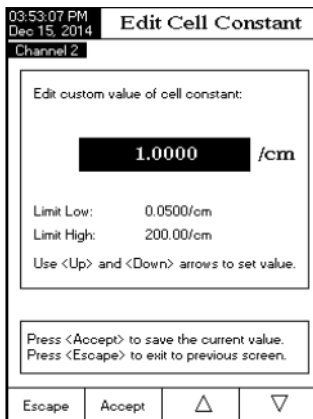 03:53:07 PM
Dec 15, 2014
Edit Cell Constant
Channel 2
Edit custom value of cell constant:
1.0000 /cm
Limit Low: 0.0500/cm
Limit High: 200.00/cm
Use <Up> and <Down> arrows to set value.
Press <Accept> to save the current value.
Press <Escape> to exit to previous screen.
Escape Accept △ ▽